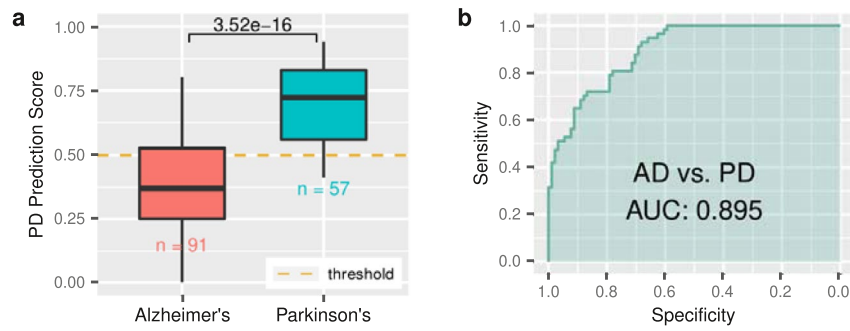 a
3.52e−16
1.00
0.75
0.50
0.25
0.00
PD Prediction Score
n = 57
n = 91
threshold
Alzheimer's
Parkinson's
b
1.0
0.8
0.6
0.4
0.2
0.0
Sensitivity
AD vs. PD
AUC: 0.895
1.0 0.8 0.6 0.4 0.2 0.0
Specificity